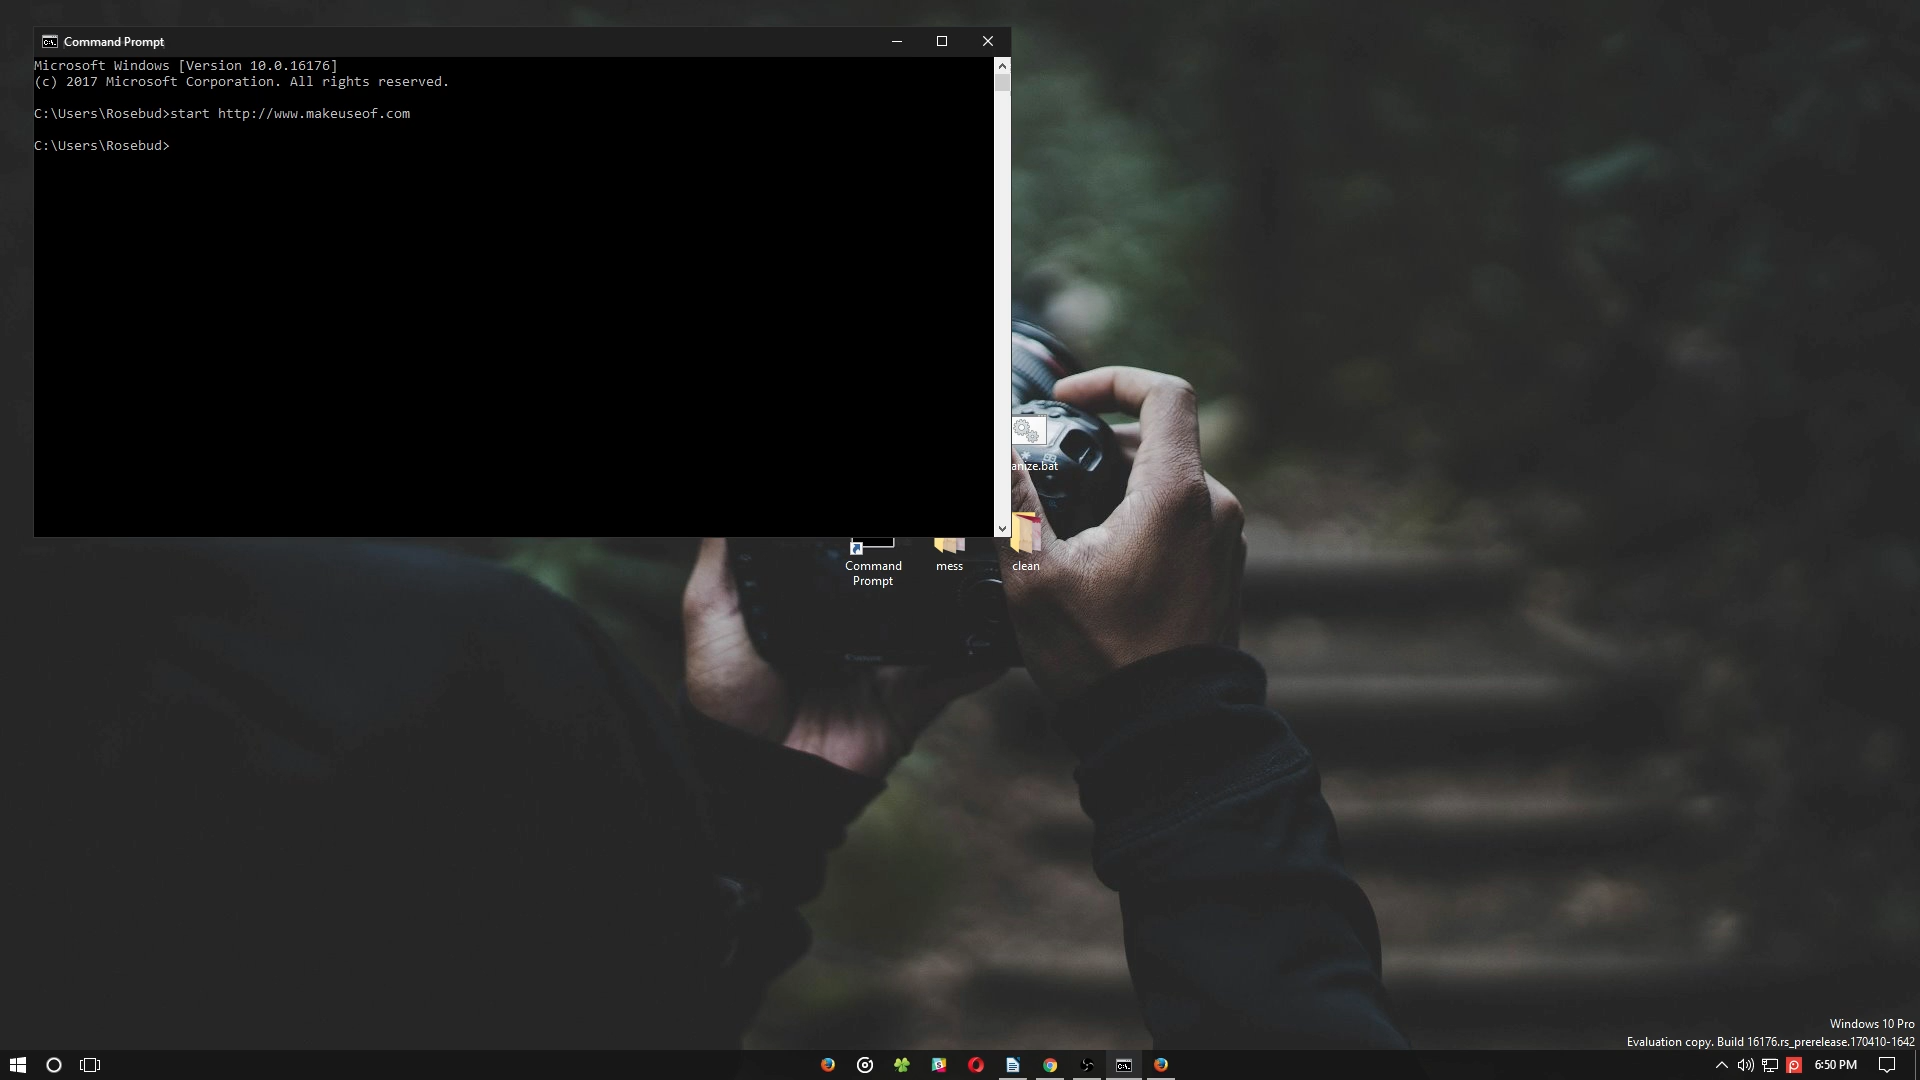 Command Prompt
Microsoft Windows [Version 10.0.16176]
(c) 2017 Microsoft Corporation. All rights reserved.
C:\Users\Rosebud>start http://www.makeuseof.com
C:\Users\Rosebud>
anize.bat
Command
Prompt
mess
clean
Windows 10 Pro
Evaluation copy. Build 16176.rs_prerelease.170410-1642
6:50 PM